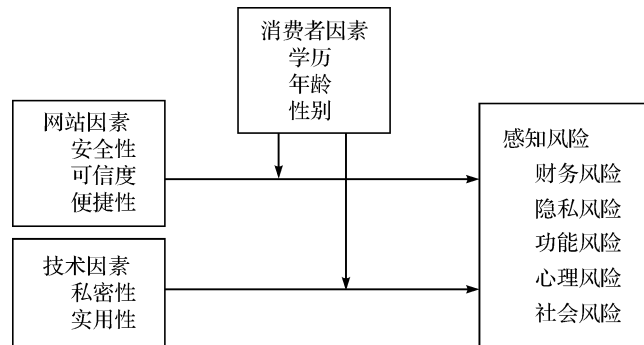 消费者因素
学历
年龄
性别
网站因素
安全性
可信度
便捷性
技术因素
私密性
实用性
感知风险
财务风险
隐私风险
功能风险
心理风险
社会风险